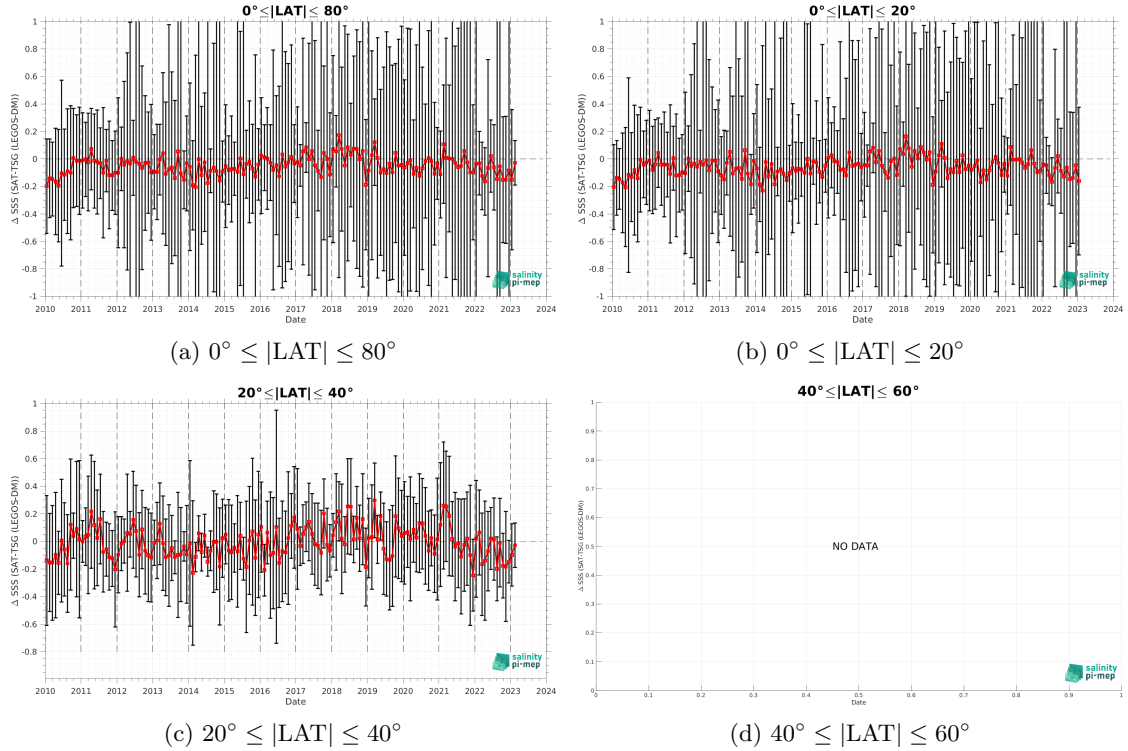 0°≤|LAT|≤ 80°
Δ SSS (SAT-TSG (LEGOS-DM))
1
0.8
0.6
0.4
0.2
0
-0.2
-0.4
-0.6
-0.8
-1
2010 2011 2012 2013 2014 2015 2016 2017 2018 2019 2020 2021 2022 2023 2024
Date
salinity
pi-mep
(a) 0° ≤ |LAT| ≤ 80°
0°≤|LAT|≤ 20°
Δ SSS (SAT-TSG (LEGOS-DM))
1
0.8
0.6
0.4
0.2
0
-0.2
-0.4
-0.6
-0.8
-1
2010 2011 2012 2013 2014 2015 2016 2017 2018 2019 2020 2021 2022 2023 2024
Date
salinity
pi-mep
(b) 0° ≤ |LAT| ≤ 20°
20°≤|LAT|≤ 40°
Δ SSS (SAT-TSG (LEGOS-DM))
1
0.8
0.6
0.4
0.2
0
-0.2
-0.4
-0.6
-0.8
2010 2011 2012 2013 2014 2015 2016 2017 2018 2019 2020 2021 2022 2023 2024
Date
salinity
pi-mep
(c) 20° ≤ |LAT| ≤ 40°
40°≤|LAT|≤ 60°
Δ SSS (SAT-TSG (LEGOS-DM))
1
0.9
0.8
0.7
0.6
0.5
0.4
0.3
0.2
0.1
0
NO DATA
0 0.1 0.2 0.3 0.4 0.5 0.6 0.7 0.8 0.9 1
Date
salinity
pi-mep
(d) 40° ≤ |LAT| ≤ 60°